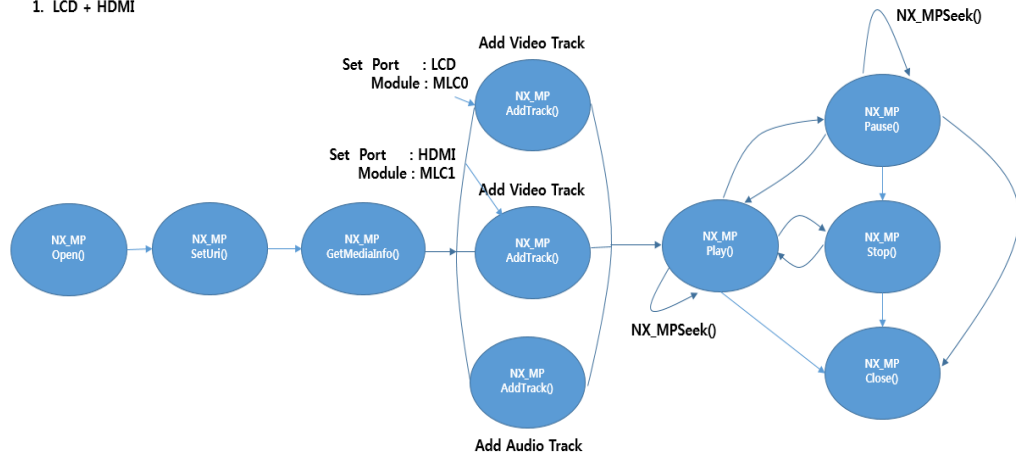 1. LCD + HDMI
NX_MPSeek()
Add Video Track
Set Port : LCD
Module : MLC0
NX_MP
AddTrack()
NX_MP
Pause()
Set Port : HDMI
Module : MLC1
Add Video Track
NX_MP
Open()
NX_MP
SetUri()
NX_MP
GetMediaInfo()
NX_MP
AddTrack()
NX_MP
Play()
NX_MP
Stop()
NX_MPSeek()
NX_MP
AddTrack()
NX_MP
Close()
Add Audio Track